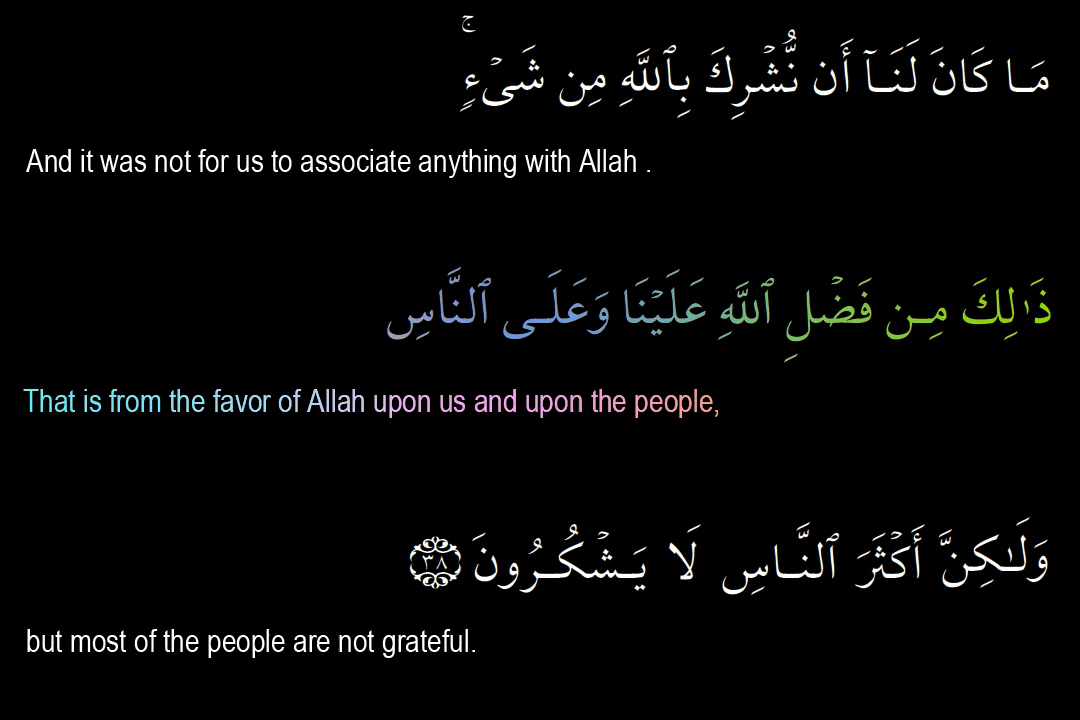 مَا كَانَ لَنَآ أَن نُّشْرِكَ بِٱللَّهِ مِن شَىْءٍۢ ۚ
And it was not for us to associate anything with Allah .
ذَٰلِكَ مِن فَضْلِ ٱللَّهِ عَلَيْنَا وَعَلَى ٱلنَّاسِ
That is from the favor of Allah upon us and upon the people,
وَلَـٰكِنَّ أَكْثَرَ ٱلنَّاسِ لَا يَشْكُرُونَ ٣٨
but most of the people are not grateful.